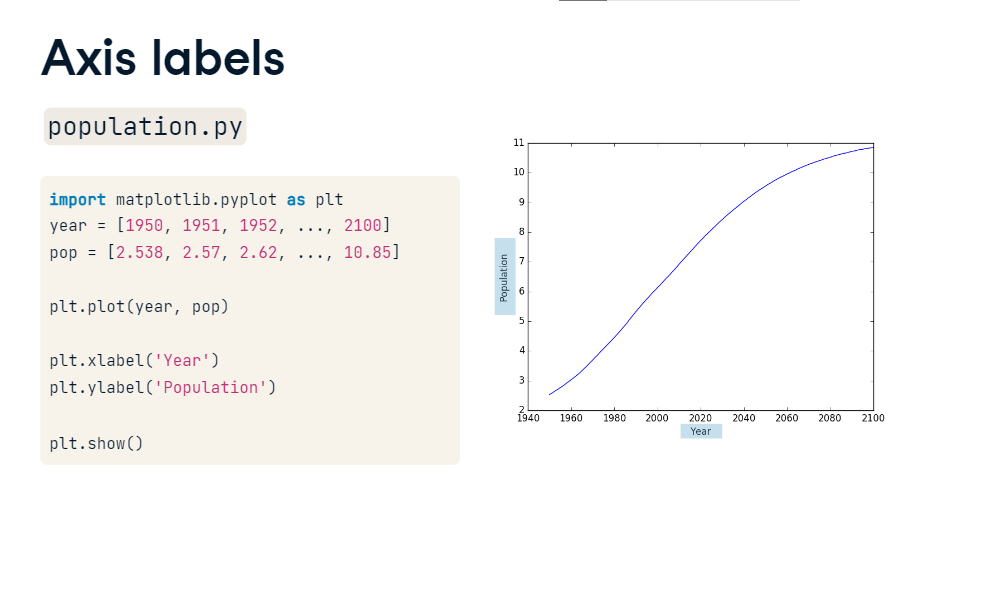 Axis labels
population.py
import matplotlib.pyplot as plt
year = [1950, 1951, 1952, ..., 2100]
pop = [2.538, 2.57, 2.62, ..., 10.85]
plt.plot(year, pop)
plt.xlabel('Year')
plt.ylabel('Population')
plt.show()
11
10
9
8
7
6
5
4
3
2
Population
1940 1960 1980 2000 2020 2040 2060 2080 2100
Year